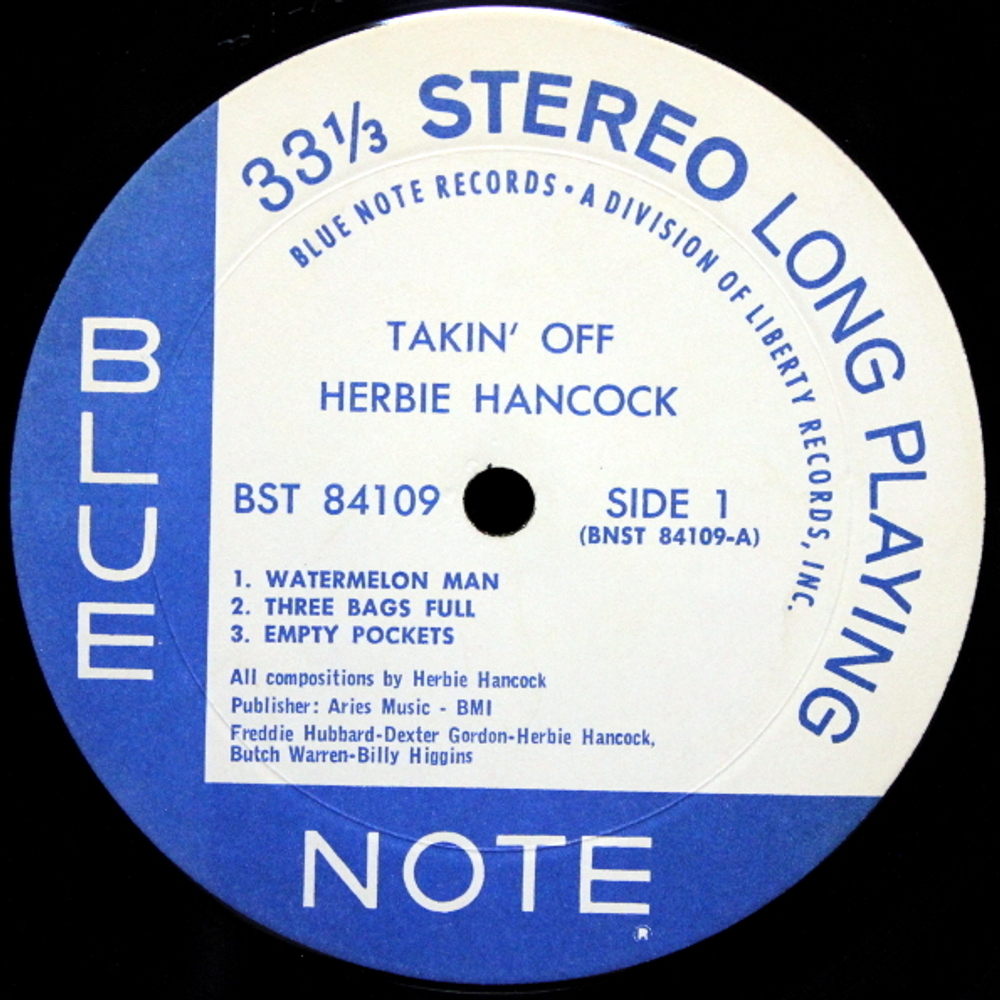 33⅓ STEREO LONG PLAYING
BLUE NOTE RECORDS • A DIVISION OF LIBERTY RECORDS, INC.
TAKIN' OFF
HERBIE HANCOCK
BST 84109
SIDE 1
(BNST 84109-A)
1. WATERMELON MAN
2. THREE BAGS FULL
3. EMPTY POCKETS
All compositions by Herbie Hancock
Publisher: Aries Music - BMI
Freddie Hubbard-Dexter Gordon-Herbie Hancock,
Butch Warren-Billy Higgins
BLUE
NOTE
®